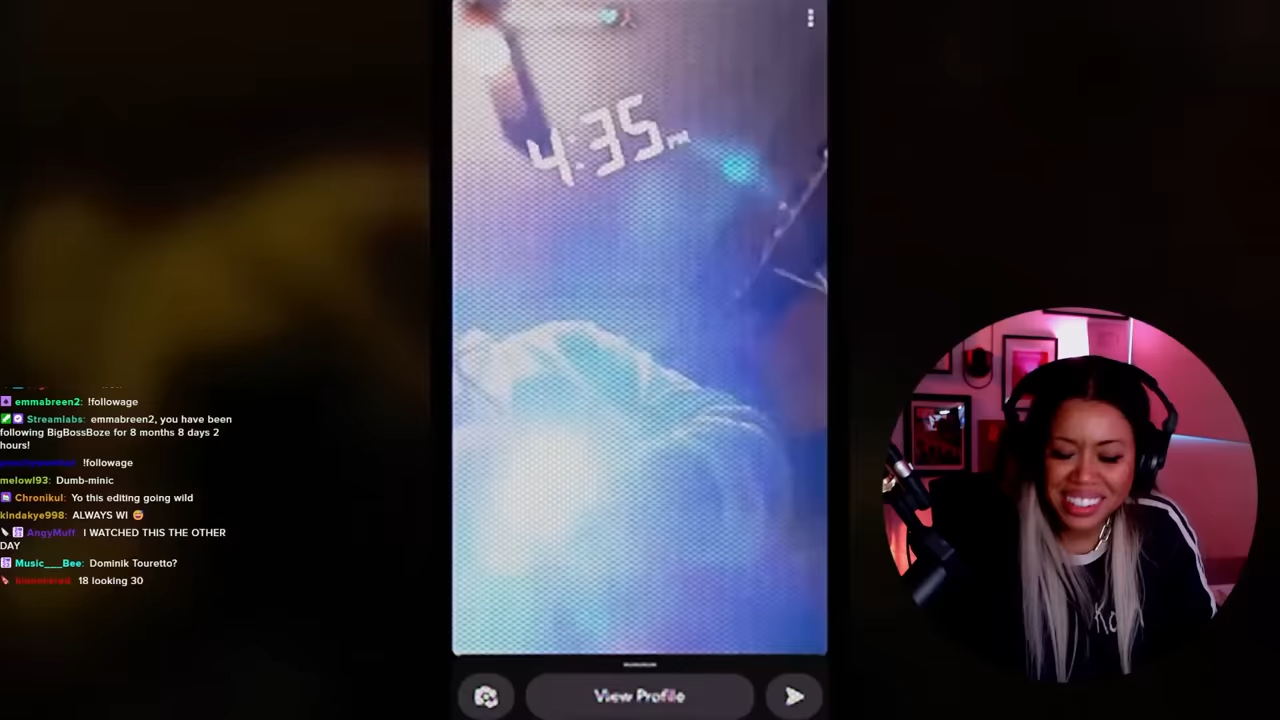 4:35 PM
emmabreen2: !followage
Streamlabs: emmabreen2, you have been
following BigBossBoze for 8 months 8 days 2
hours!
!followage
melowl93: Dumb-minic
Chronikul: Yo this editing going wild
kindakye998: ALWAYS WI 😅
AngyMuff I WATCHED THIS THE OTHER
DAY
Music___Bee: Dominik Touretto?
18 looking 30
View Profile